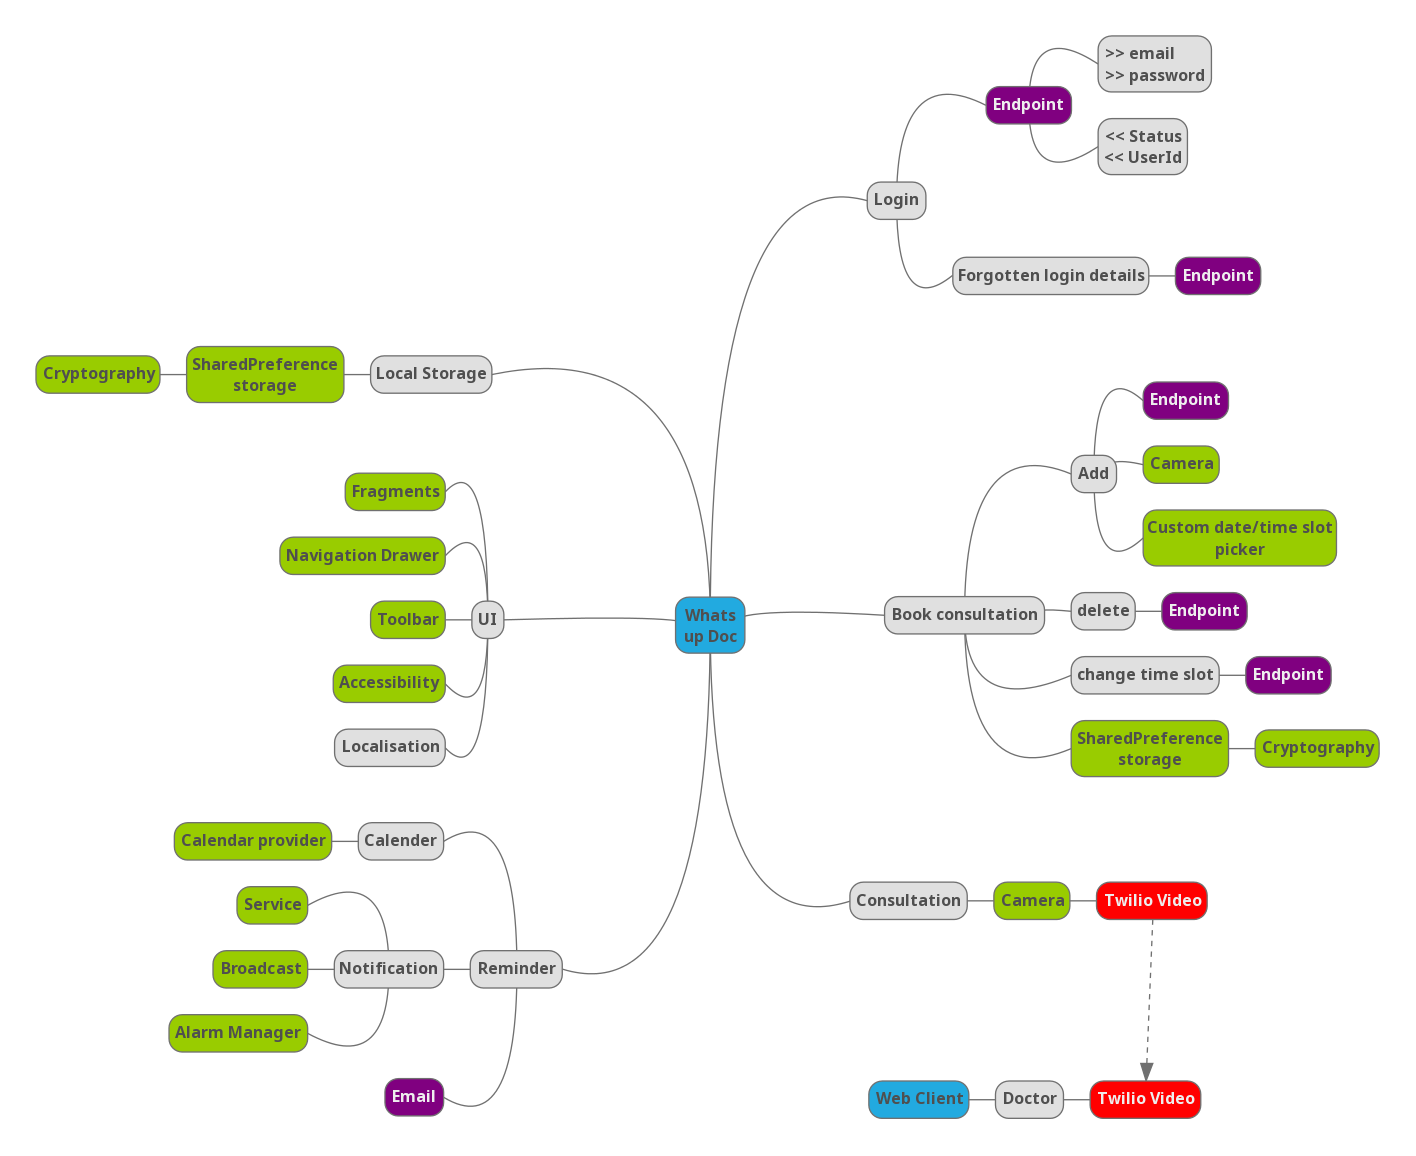 >> email
>> password
Endpoint
<< Status
<< UserId
Login
Forgotten login details
Endpoint
Cryptography
SharedPreference
storage
Local Storage
Endpoint
Camera
Add
Custom date/time slot
picker
Fragments
Navigation Drawer
Toolbar
UI
Accessibility
Localisation
Whats
up Doc
Book consultation
delete
Endpoint
change time slot
Endpoint
SharedPreference
storage
Cryptography
Calendar provider
Calender
Service
Broadcast
Notification
Reminder
Alarm Manager
Email
Consultation
Camera
Twilio Video
Web Client
Doctor
Twilio Video